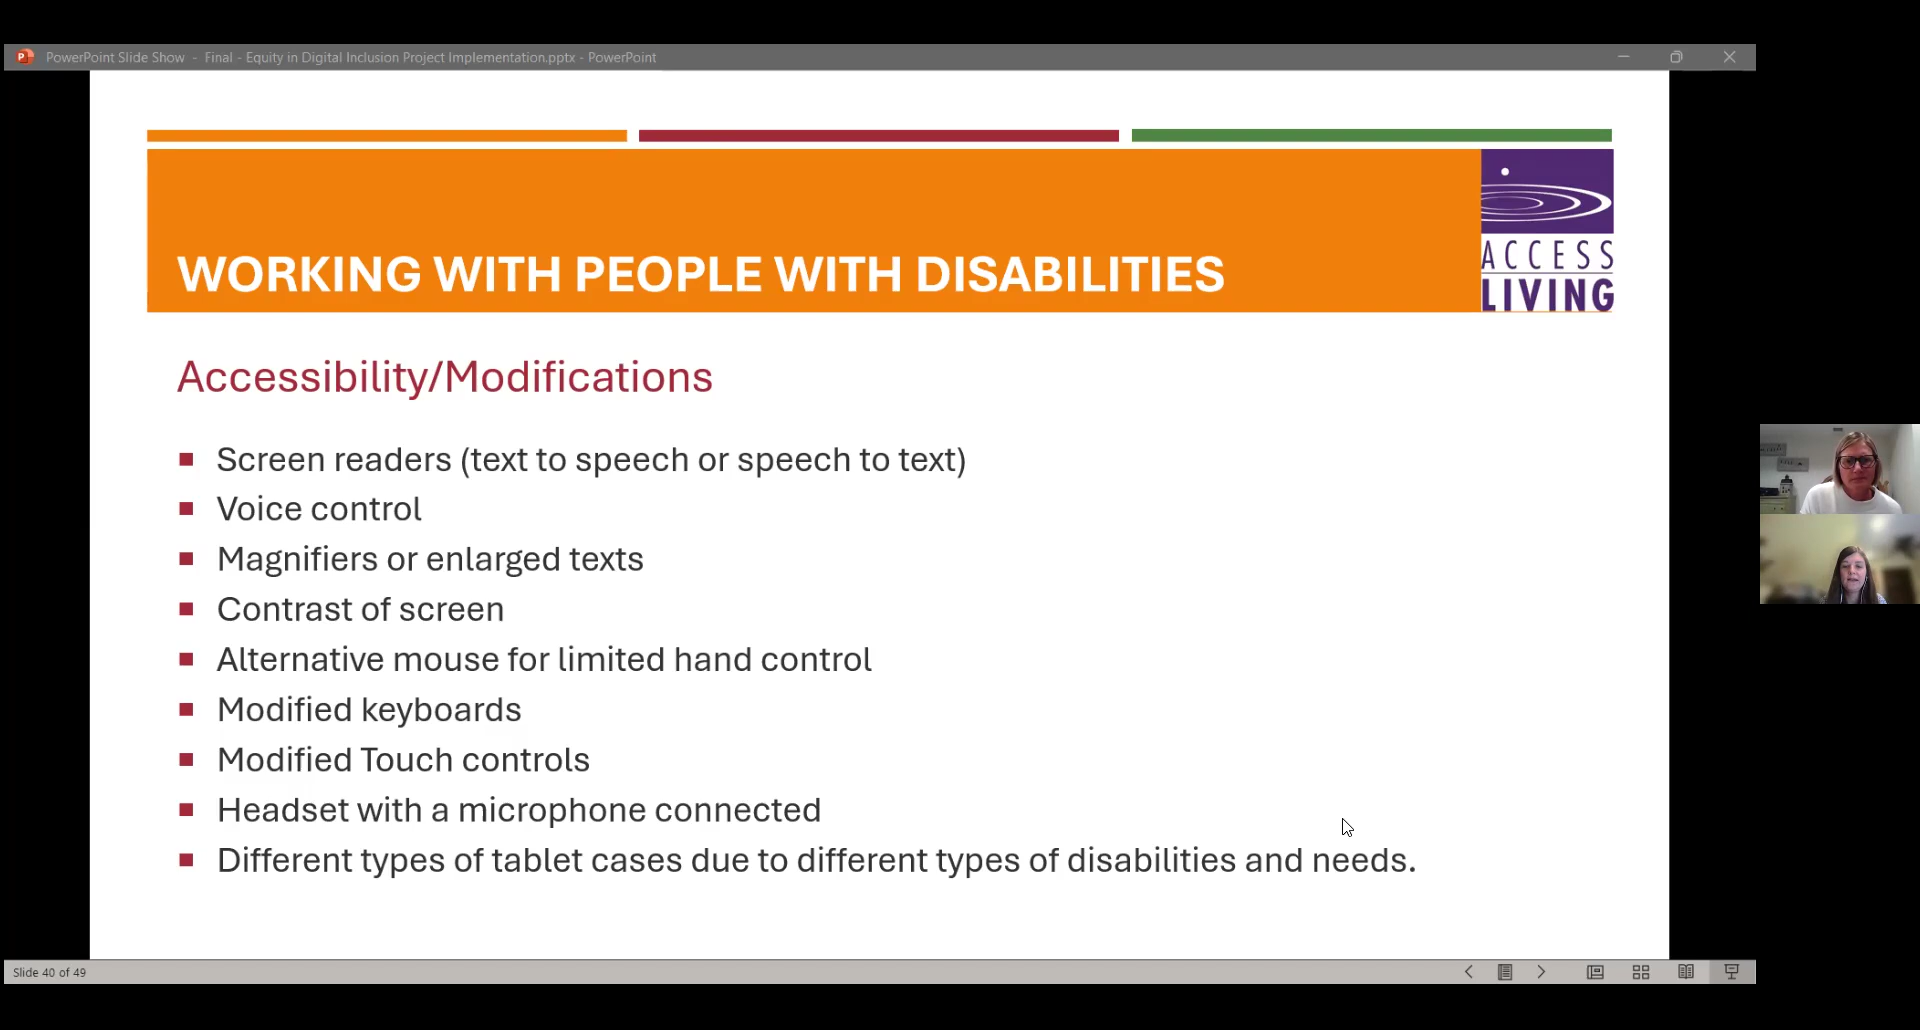 PowerPoint Slide Show - Final - Equity in Digital Inclusion Project Implementation.pptx - PowerPoint
WORKING WITH PEOPLE WITH DISABILITIES
ACCESS
LIVING
Accessibility/Modifications
Screen readers (text to speech or speech to text)
Voice control
Magnifiers or enlarged texts
Contrast of screen
Alternative mouse for limited hand control
Modified keyboards
Modified Touch controls
Headset with a microphone connected
Different types of tablet cases due to different types of disabilities and needs.
Slide 40 of 49